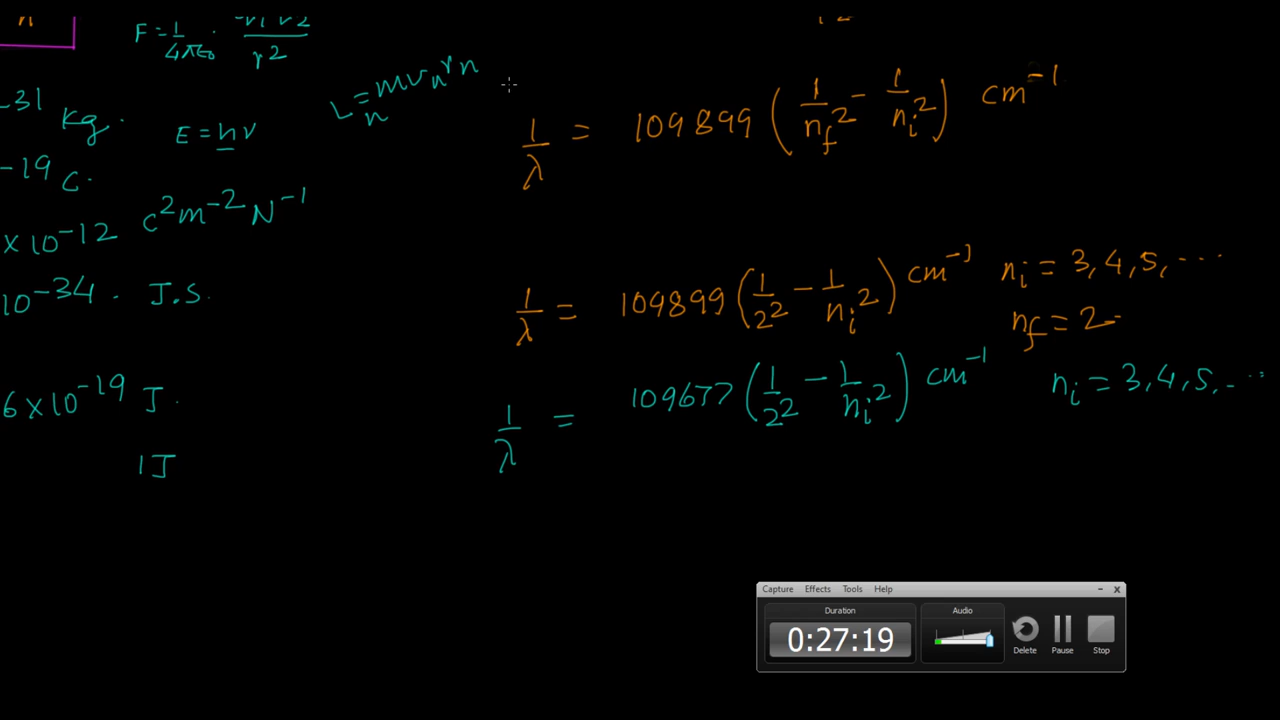 n
F = 1/4πϵ₀ · r²
-31 Kg.
E = hν
Lₙ = mvₙrₙ
1/λ = 109899 (1/n_f² − 1/n_i²) cm⁻¹
-19 C.
× 10⁻¹² C² m⁻² N⁻¹
10⁻³⁴ . J.S.
1/λ = 109899 (1/2² − 1/n_i²) cm⁻¹ n_i = 3, 4, 5, ...
n_f = 2
6 × 10⁻¹⁹ J.
1/λ = 109677 (1/2² − 1/n_i²) cm⁻¹ n_i = 3, 4, 5, ...
1J
Capture Effects Tools Help
Duration
0:27:19
Audio
Delete Pause Stop